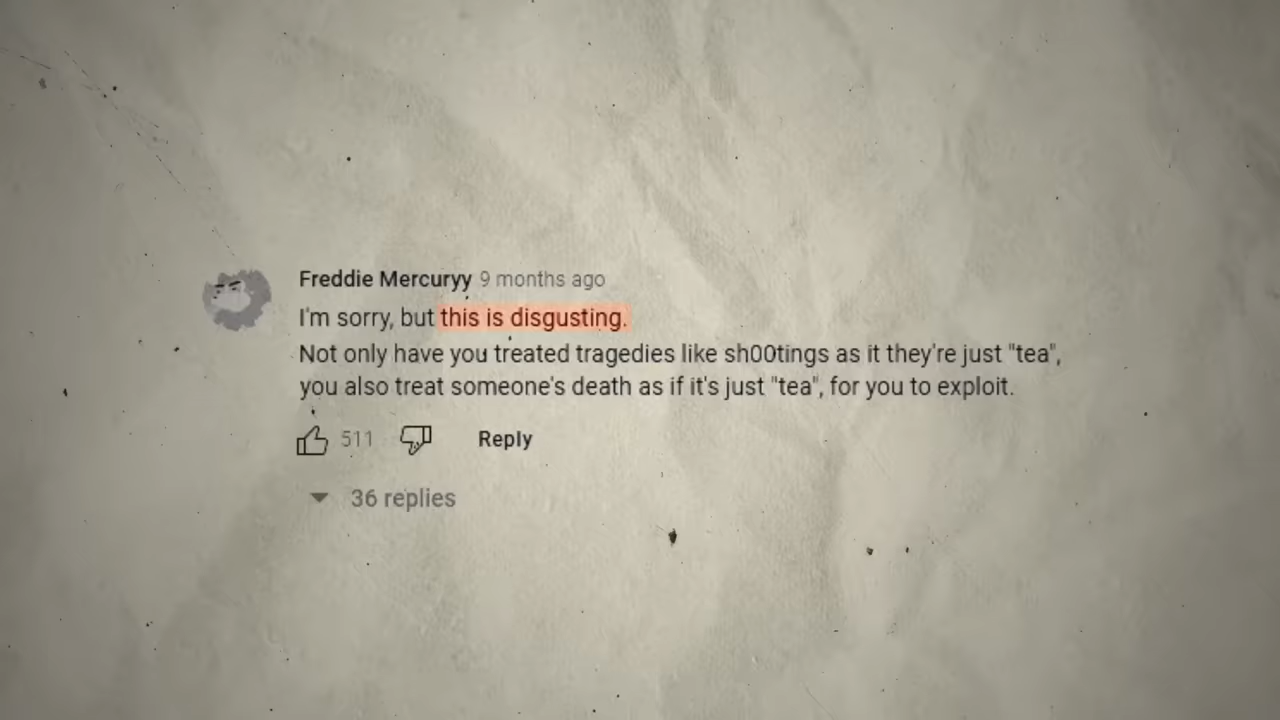 Freddie Mercuryy 9 months ago
I'm sorry, but this is disgusting.
Not only have you treated tragedies like sh00tings as it they're just "tea",
you also treat someone's death as if it's just "tea", for you to exploit.
511 Reply
36 replies